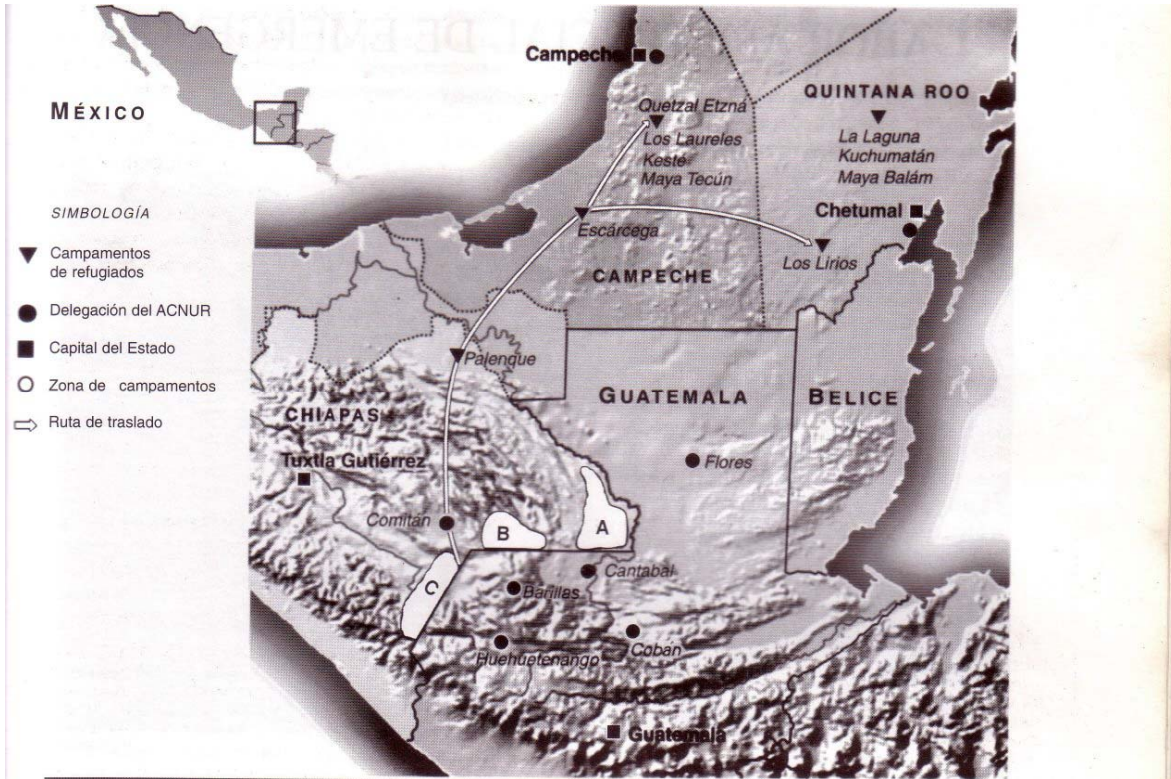 MÉXICO
SIMBOLOGÍA
Campamentos
de refugiados
Delegación del ACNUR
Capital del Estado
Zona de campamentos
Ruta de traslado
Campeche
Quetzal Etzná
Los Laureles
Kesté
Maya Tecún
QUINTANA ROO
La Laguna
Kuchumatán
Maya Balám
Chetumal
Escárcega
Los Lirios
CAMPECHE
Palenque
GUATEMALA
BELICE
CHIAPAS
Tuxtla Gutiérrez
Flores
Comitán
B
A
C
Cantabal
Barillas
Huehuetenango
Cobán
Guatemala